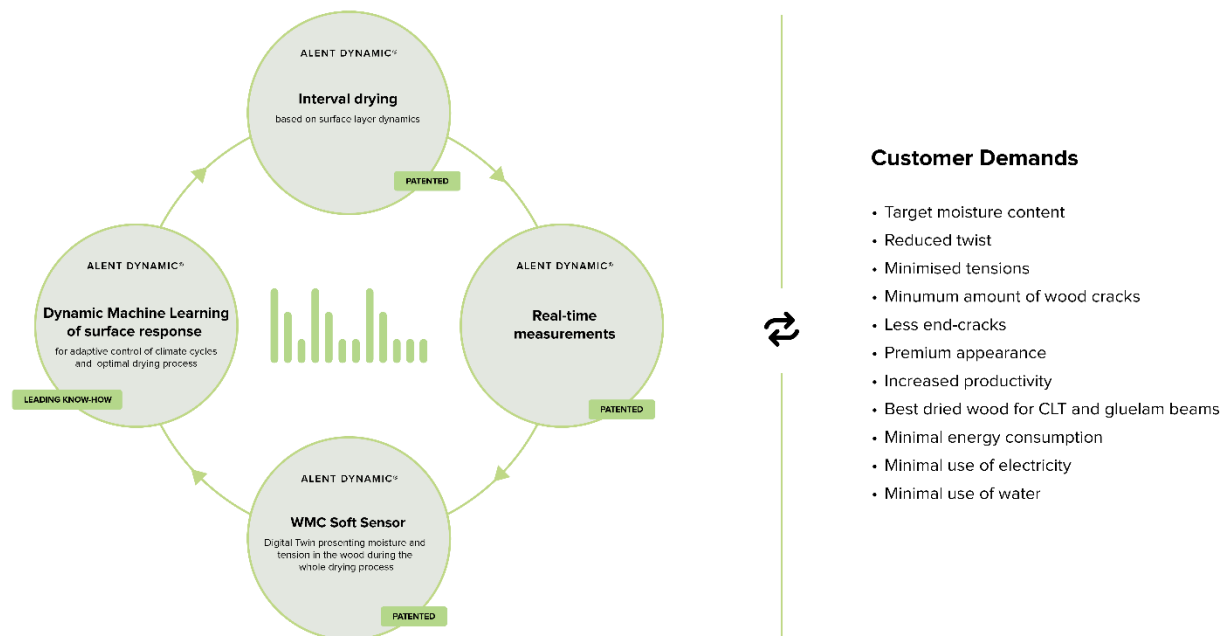 ALENT DYNAMIC®
Interval drying
based on surface layer dynamics
PATENTED
ALENT DYNAMIC®
Real-time
measurements
PATENTED
ALENT DYNAMIC®
WMC Soft Sensor
Digital Twin presenting moisture and
tension in the wood during the
whole drying process
PATENTED
ALENT DYNAMIC®
Dynamic Machine Learning
of surface response
for adaptive control of climate cycles
and optimal drying process
LEADING KNOW-HOW
Customer Demands
• Target moisture content
• Reduced twist
• Minimised tensions
• Minumum amount of wood cracks
• Less end-cracks
• Premium appearance
• Increased productivity
• Best dried wood for CLT and gluelam beams
• Minimal energy consumption
• Minimal use of electricity
• Minimal use of water